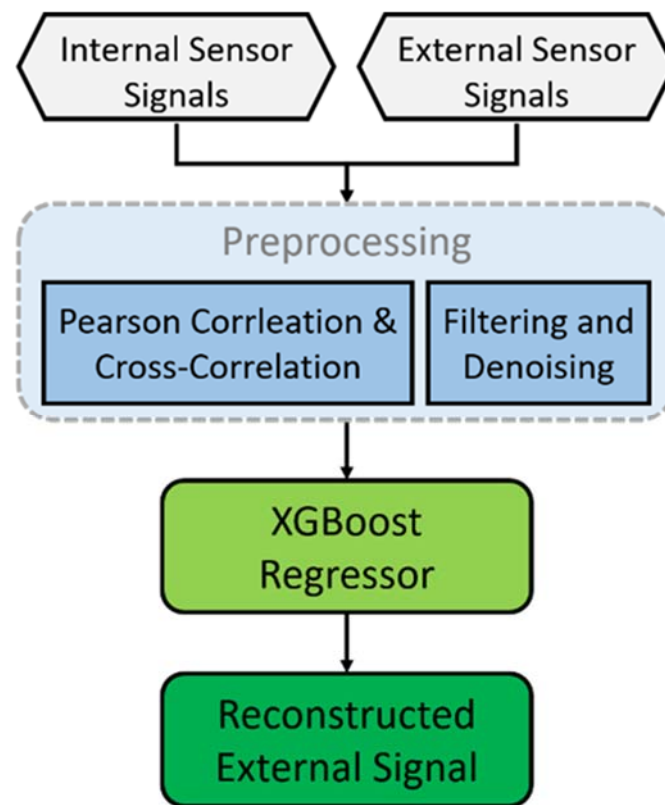 Internal Sensor
Signals
External Sensor
Signals
Preprocessing
Pearson Corrleation &
Cross-Correlation
Filtering and
Denoising
XGBoost
Regressor
Reconstructed
External Signal